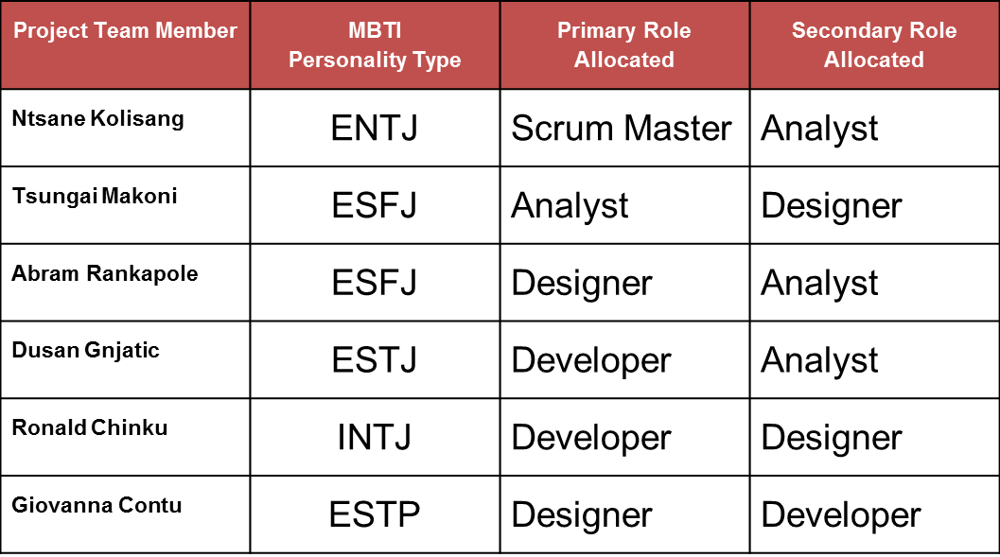 Project Team Member
MBTI
Personality Type
Primary Role
Allocated
Secondary Role
Allocated
Ntsane Kolisang
ENTJ
Scrum Master
Analyst
Tsungai Makoni
ESFJ
Analyst
Designer
Abram Rankapole
ESFJ
Designer
Analyst
Dusan Gnjatic
ESTJ
Developer
Analyst
Ronald Chinku
INTJ
Developer
Designer
Giovanna Contu
ESTP
Designer
Developer